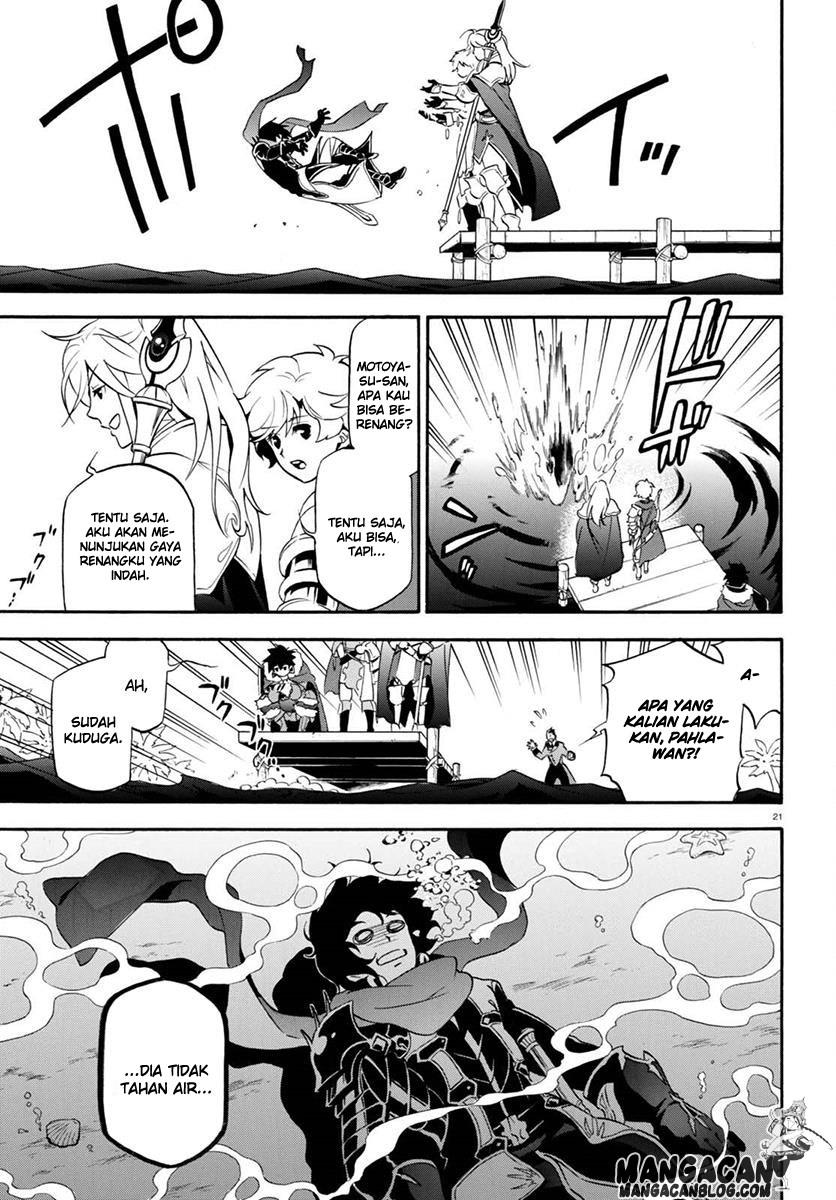 ポイ
ドボン
MOTOYA-
SU-SAN,
APA KAU
BISA BE-
RENANG?
TENTU SAJA,
AKU BISA,
TAPI...
TENTU SAJA.
AKU AKAN ME-
NUNJUKAN GAYA
RENANGKU YANG
INDAH.
A-
APA YANG
KALIAN LAKU-
KAN, PAHLA-
WAN?!
AH,
SUDAH
KUDUGA.
21
...DIA TIDAK
TAHAN AIR...
MANGACAN
MANGACANBLOG.COM